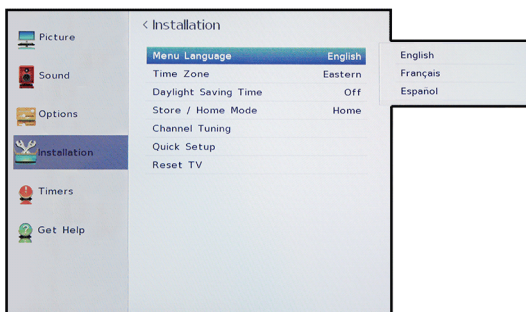 Picture
Sound
Options
Installation
Timers
Get Help
< Installation
Menu Language English
Time Zone Eastern
Daylight Saving Time Off
Store / Home Mode Home
Channel Tuning
Quick Setup
Reset TV
English
Français
Español